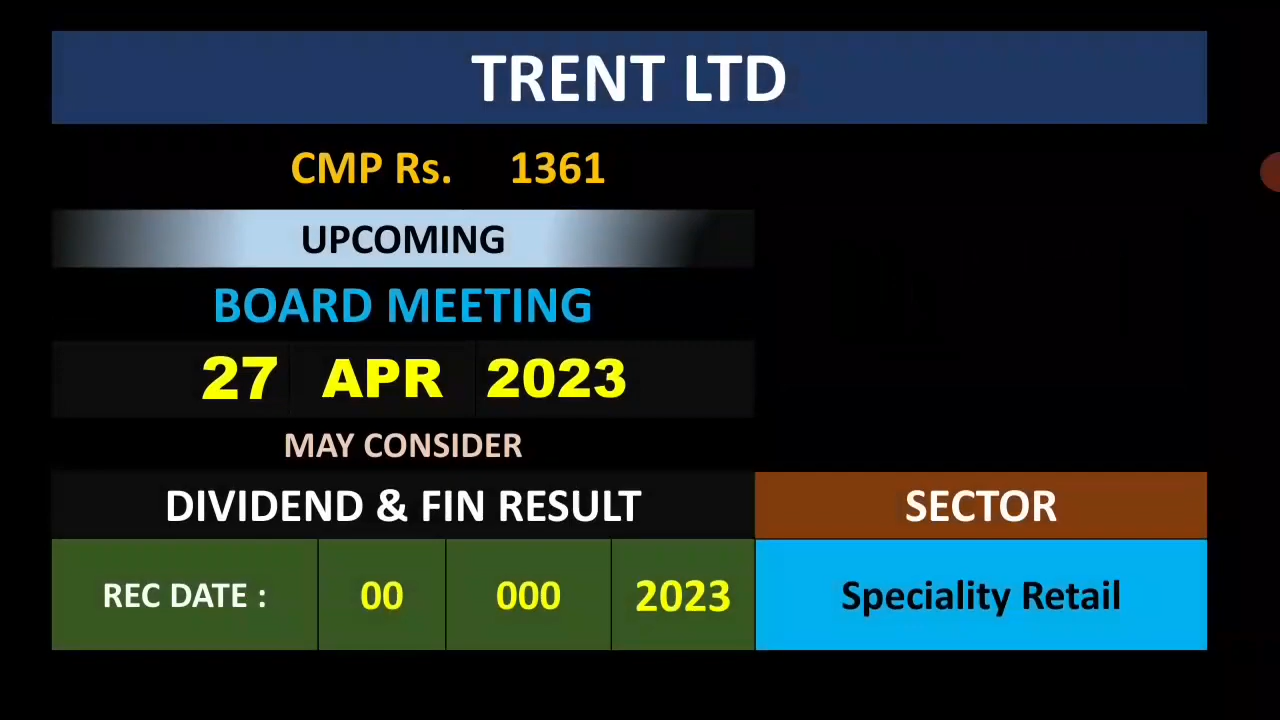 TRENT LTD
CMP Rs. 1361
UPCOMING
BOARD MEETING
27 APR 2023
MAY CONSIDER
DIVIDEND & FIN RESULT
SECTOR
REC DATE : 00 000 2023
Speciality Retail